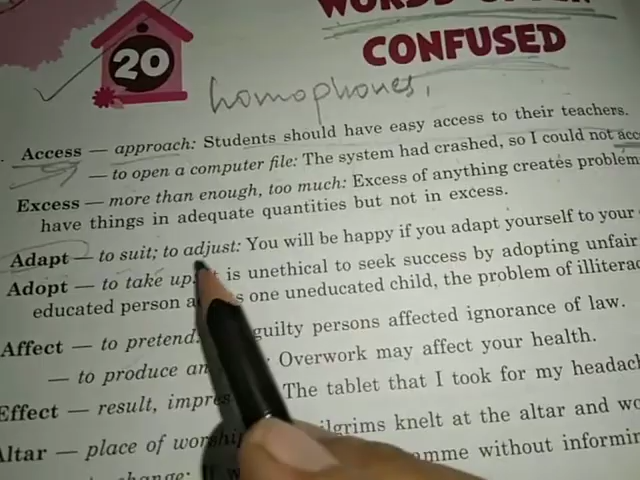 20
CONFUSED
homophones,
Access — approach: Students should have easy access to their teachers.
— to open a computer file: The system had crashed, so I could not
Excess — more than enough, too much: Excess of anything creates
have things in adequate quantities but not in excess.
Adapt — to suit; to adjust: You will be happy if you adapt yourself to your
Adopt — to take up: is unethical to seek success by adopting unfair
educated person one uneducated child, the problem of
Affect — to pretend: guilty persons affected ignorance of law.
— to produce an Overwork may affect your health.
Effect — result, The tablet that I took for my
Altar — place of knelt at the altar and
without